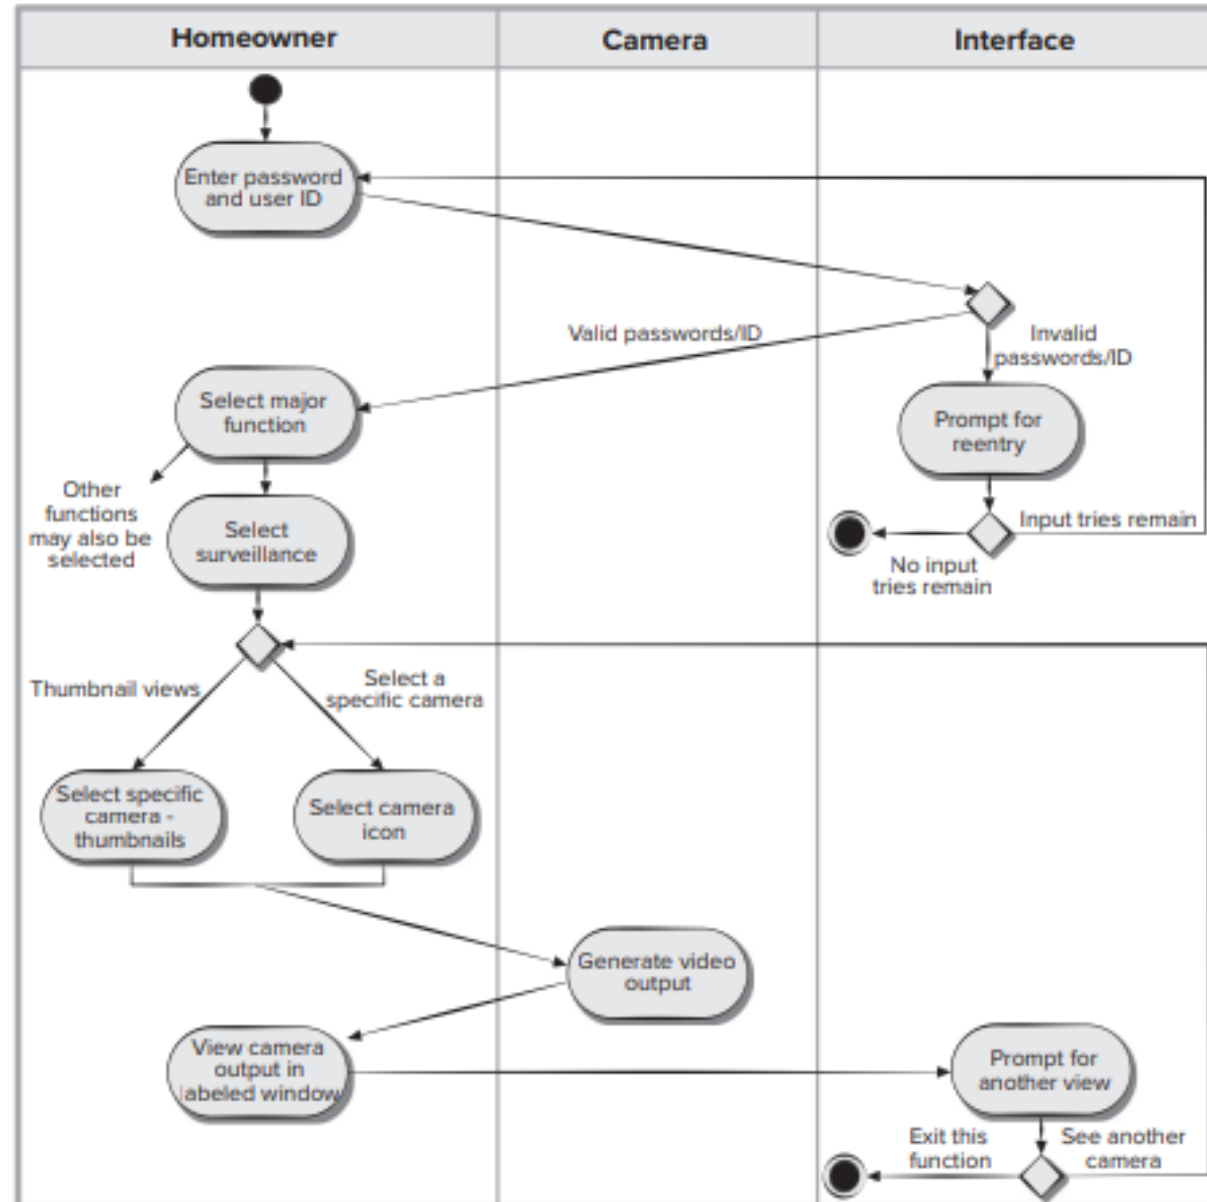 Homeowner
Camera
Interface
Enter password
and user ID
Valid passwords/ID
Invalid
passwords/ID
Select major
function
Prompt for
reentry
Other
functions
may also be
selected
Select
surveillance
Input tries remain
No input
tries remain
Thumbnail views
Select a
specific camera
Select specific
camera -
thumbnails
Select camera
icon
Generate video
output
View camera
output in
labeled window
Prompt for
another view
Exit this
function
See another
camera